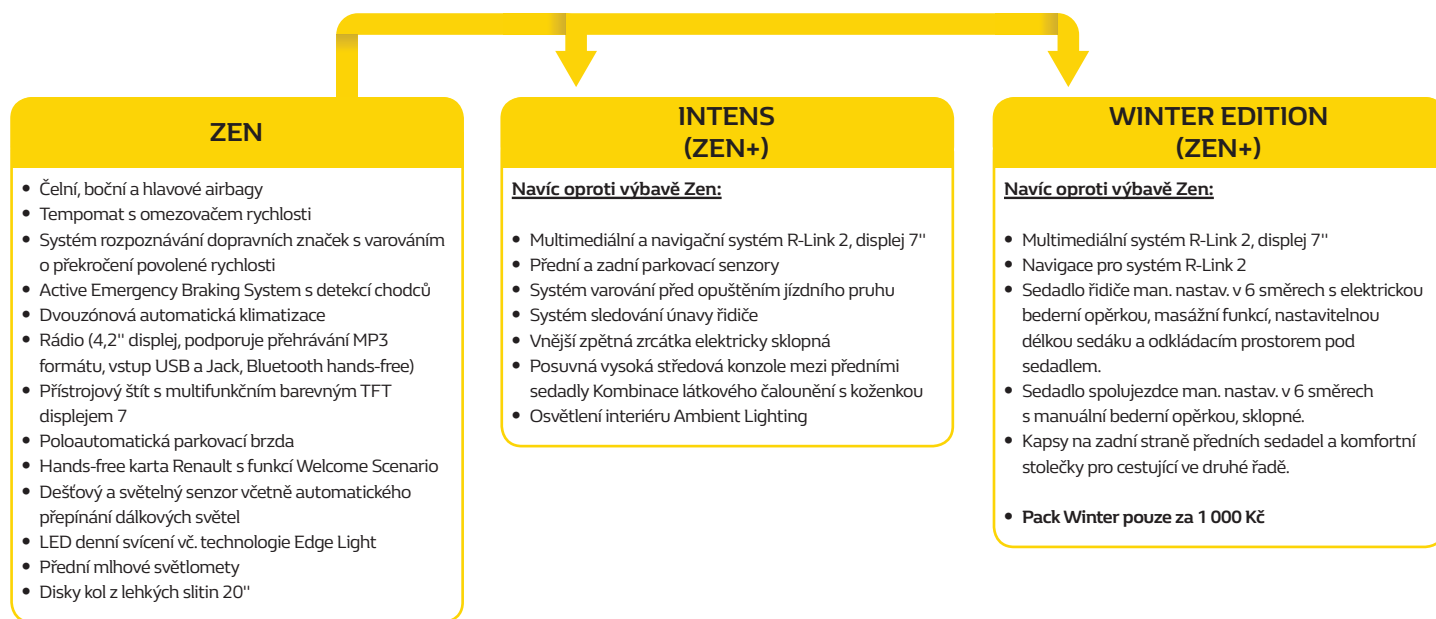 ZEN
• Čelní, boční a hlavové airbagy
• Tempomat s omezovačem rychlosti
• Systém rozpoznávání dopravních značek s varováním
o překročení povolené rychlosti
• Active Emergency Braking System s detekcí chodců
• Dvouzónová automatická klimatizace
• Rádio (4,2" displej, podporuje přehrávání MP3
formátu, vstup USB a Jack, Bluetooth hands-free)
• Přístrojový štít s multifunkčním barevným TFT
displejem 7
• Poloautomatická parkovací brzda
• Hands-free karta Renault s funkcí Welcome Scenario
• Dešťový a světelný senzor včetně automatického
přepínání dálkových světel
• LED denní svícení vč. technologie Edge Light
• Přední mlhové světlomety
• Disky kol z lehkých slitin 20"
INTENS
(ZEN+)
Navíc oproti výbavě Zen:
• Multimediální a navigační systém R-Link 2, displej 7"
• Přední a zadní parkovací senzory
• Systém varování před opuštěním jízdního pruhu
• Systém sledování únavy řidiče
• Vnější zpětná zrcátka elektricky sklopná
• Posuvná vysoká středová konzole mezi předními
sedadly Kombinace látkového čalounění s koženkou
• Osvětlení interiéru Ambient Lighting
WINTER EDITION
(ZEN+)
Navíc oproti výbavě Zen:
• Multimediální systém R-Link 2, displej 7"
• Navigace pro systém R-Link 2
• Sedadlo řidiče man. nastav. v 6 směrech s elektrickou
bederní opěrkou, masážní funkcí, nastavitelnou
délkou sedáku a odkládacím prostorem pod
sedadlem.
• Sedadlo spolujezdce man. nastav. v 6 směrech
s manuální bederní opěrkou, sklopné.
• Kapsy na zadní straně předních sedadel a komfortní
stolečky pro cestující ve druhé řadě.
• Pack Winter pouze za 1 000 Kč